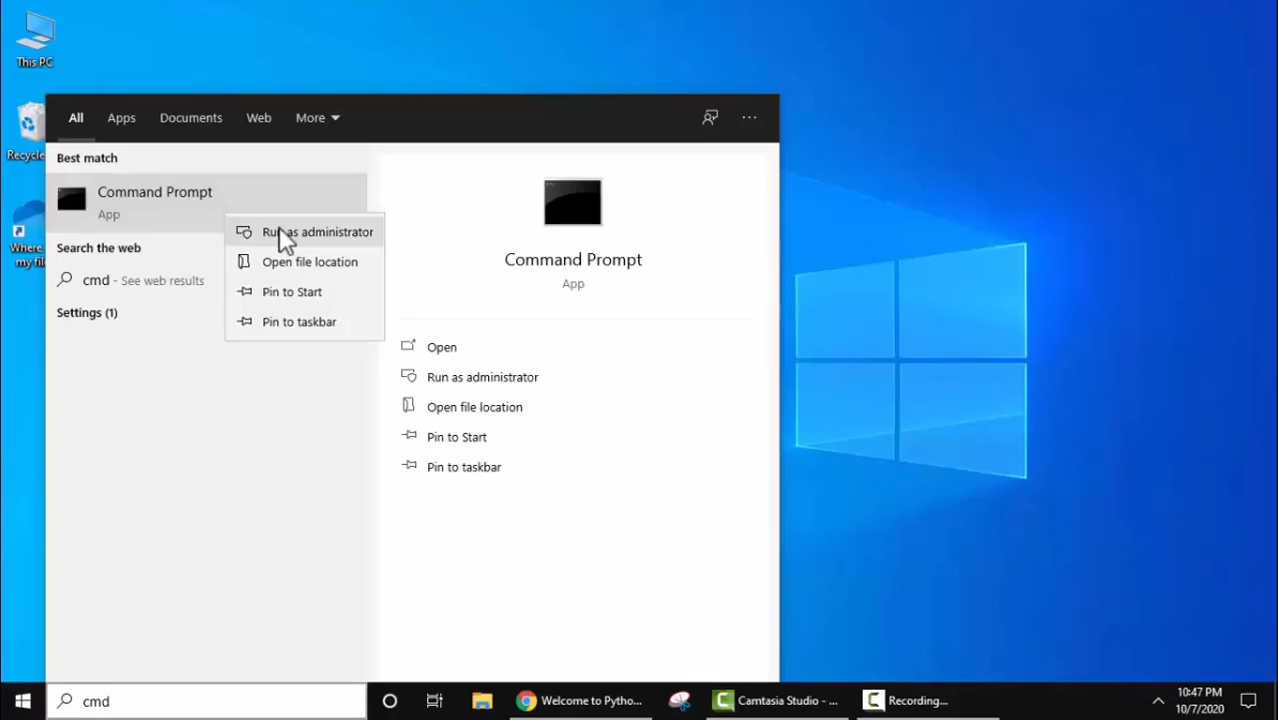 This PC
All Apps Documents Web More
Recycle
Best match
Command Prompt
App
Run as administrator
Open file location
Pin to Start
Pin to taskbar
Search the web
cmd - See web results
Settings (1)
Where
my fil
Command Prompt
App
Open
Run as administrator
Open file location
Pin to Start
Pin to taskbar
cmd
Welcome to Pytho...
Camtasia Studio - ...
Recording...
10:47 PM
10/7/2020